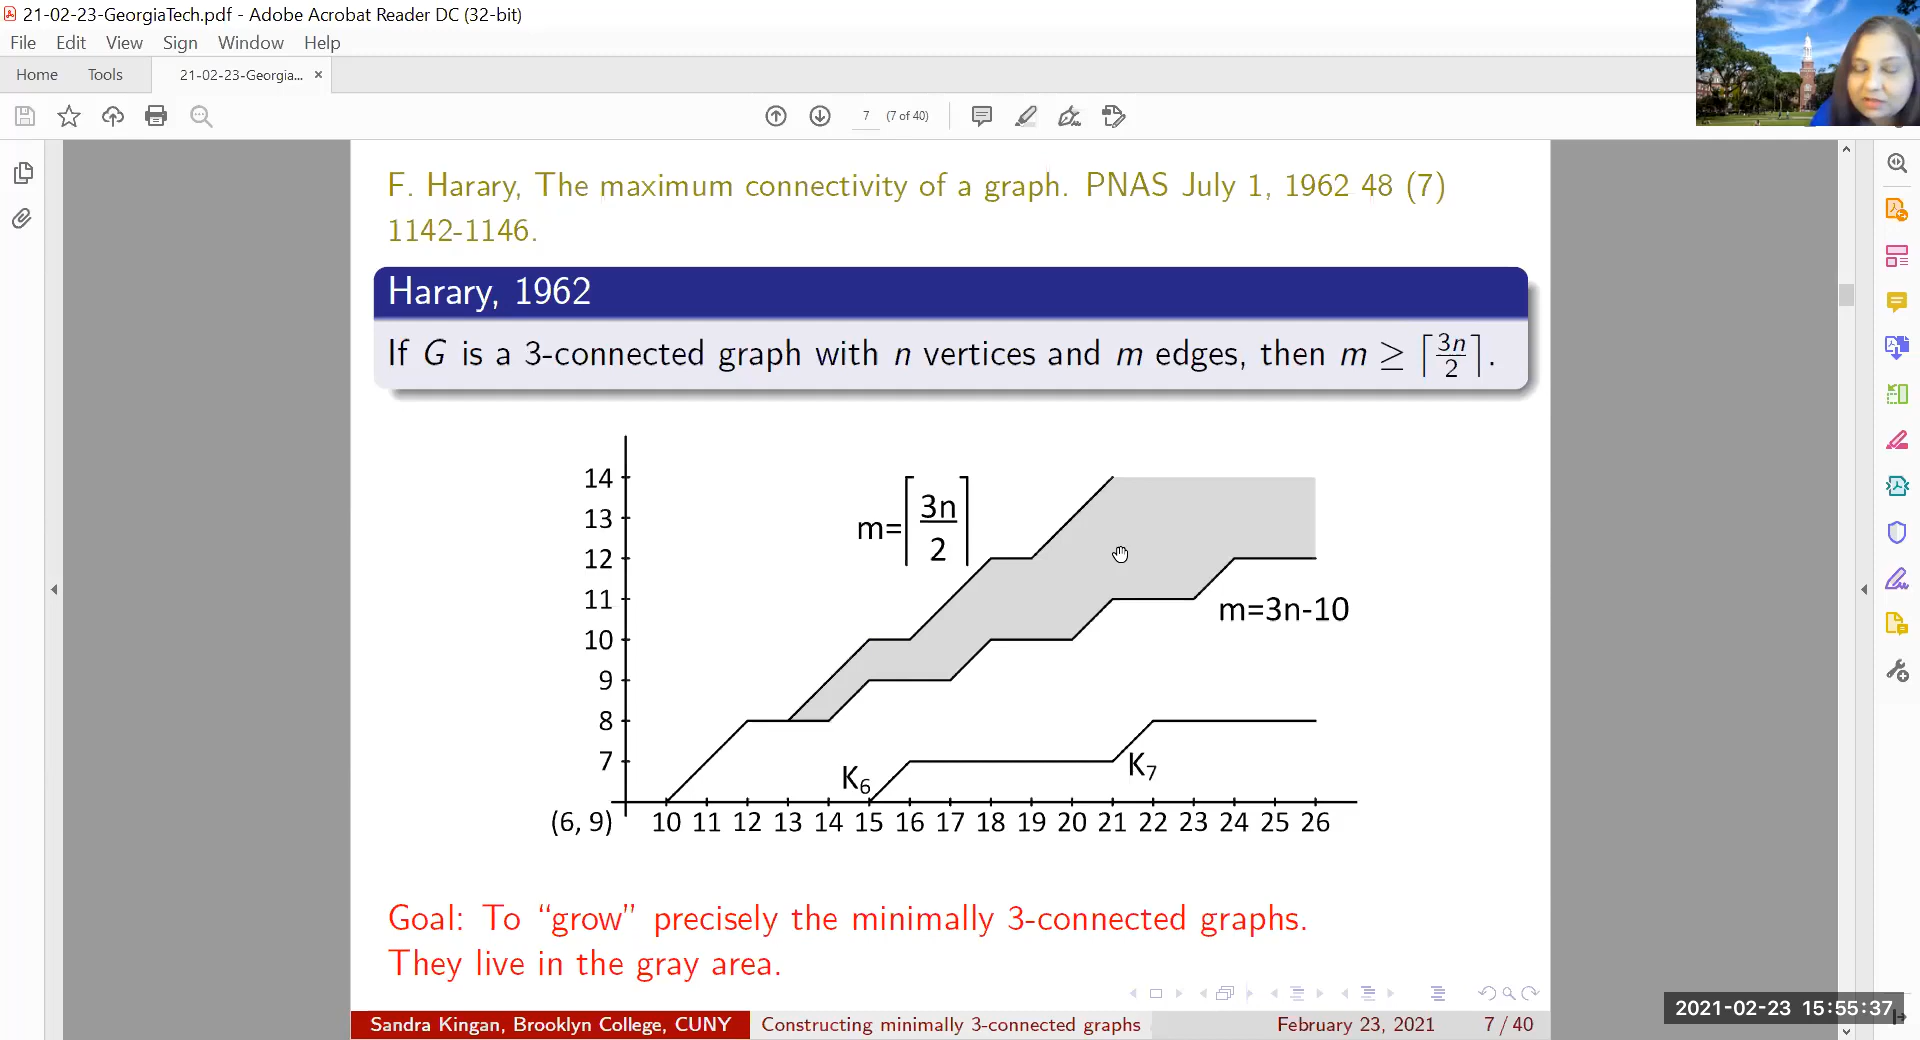 21-02-23-GeorgiaTech.pdf - Adobe Acrobat Reader DC (32-bit)
File Edit View Sign Window Help
Home Tools 21-02-23-Georgia... ×
7 (7 of 40)
F. Harary, The maximum connectivity of a graph. PNAS July 1, 1962 48 (7)
1142-1146.
Harary, 1962
If G is a 3-connected graph with n vertices and m edges, then m ≥ ⌈3n/2⌉.
14
13
12
11
10
9
8
7
m=⌈3n/2⌉
m=3n-10
K₆
K₇
(6, 9) 10 11 12 13 14 15 16 17 18 19 20 21 22 23 24 25 26
Goal: To “grow” precisely the minimally 3-connected graphs.
They live in the gray area.
Sandra Kingan, Brooklyn College, CUNY Constructing minimally 3-connected graphs February 23, 2021 7 / 40
2021-02-23 15:55:37